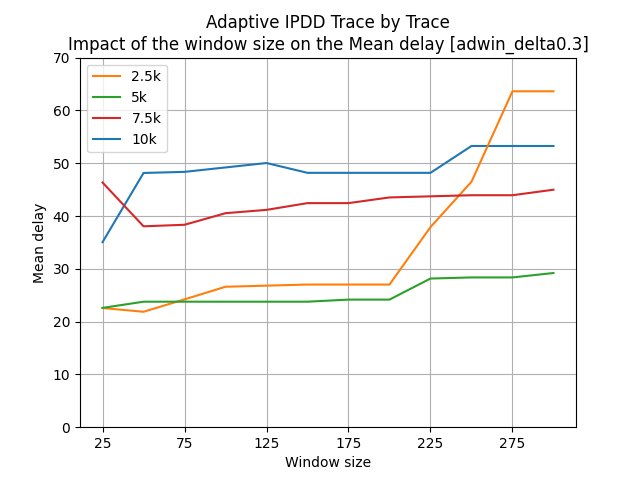 Adaptive IPDD Trace by Trace
Impact of the window size on the Mean delay [adwin_delta0.3]
2.5k
5k
7.5k
10k
Mean delay
70
60
50
40
30
20
10
0
25 75 125 175 225 275
Window size